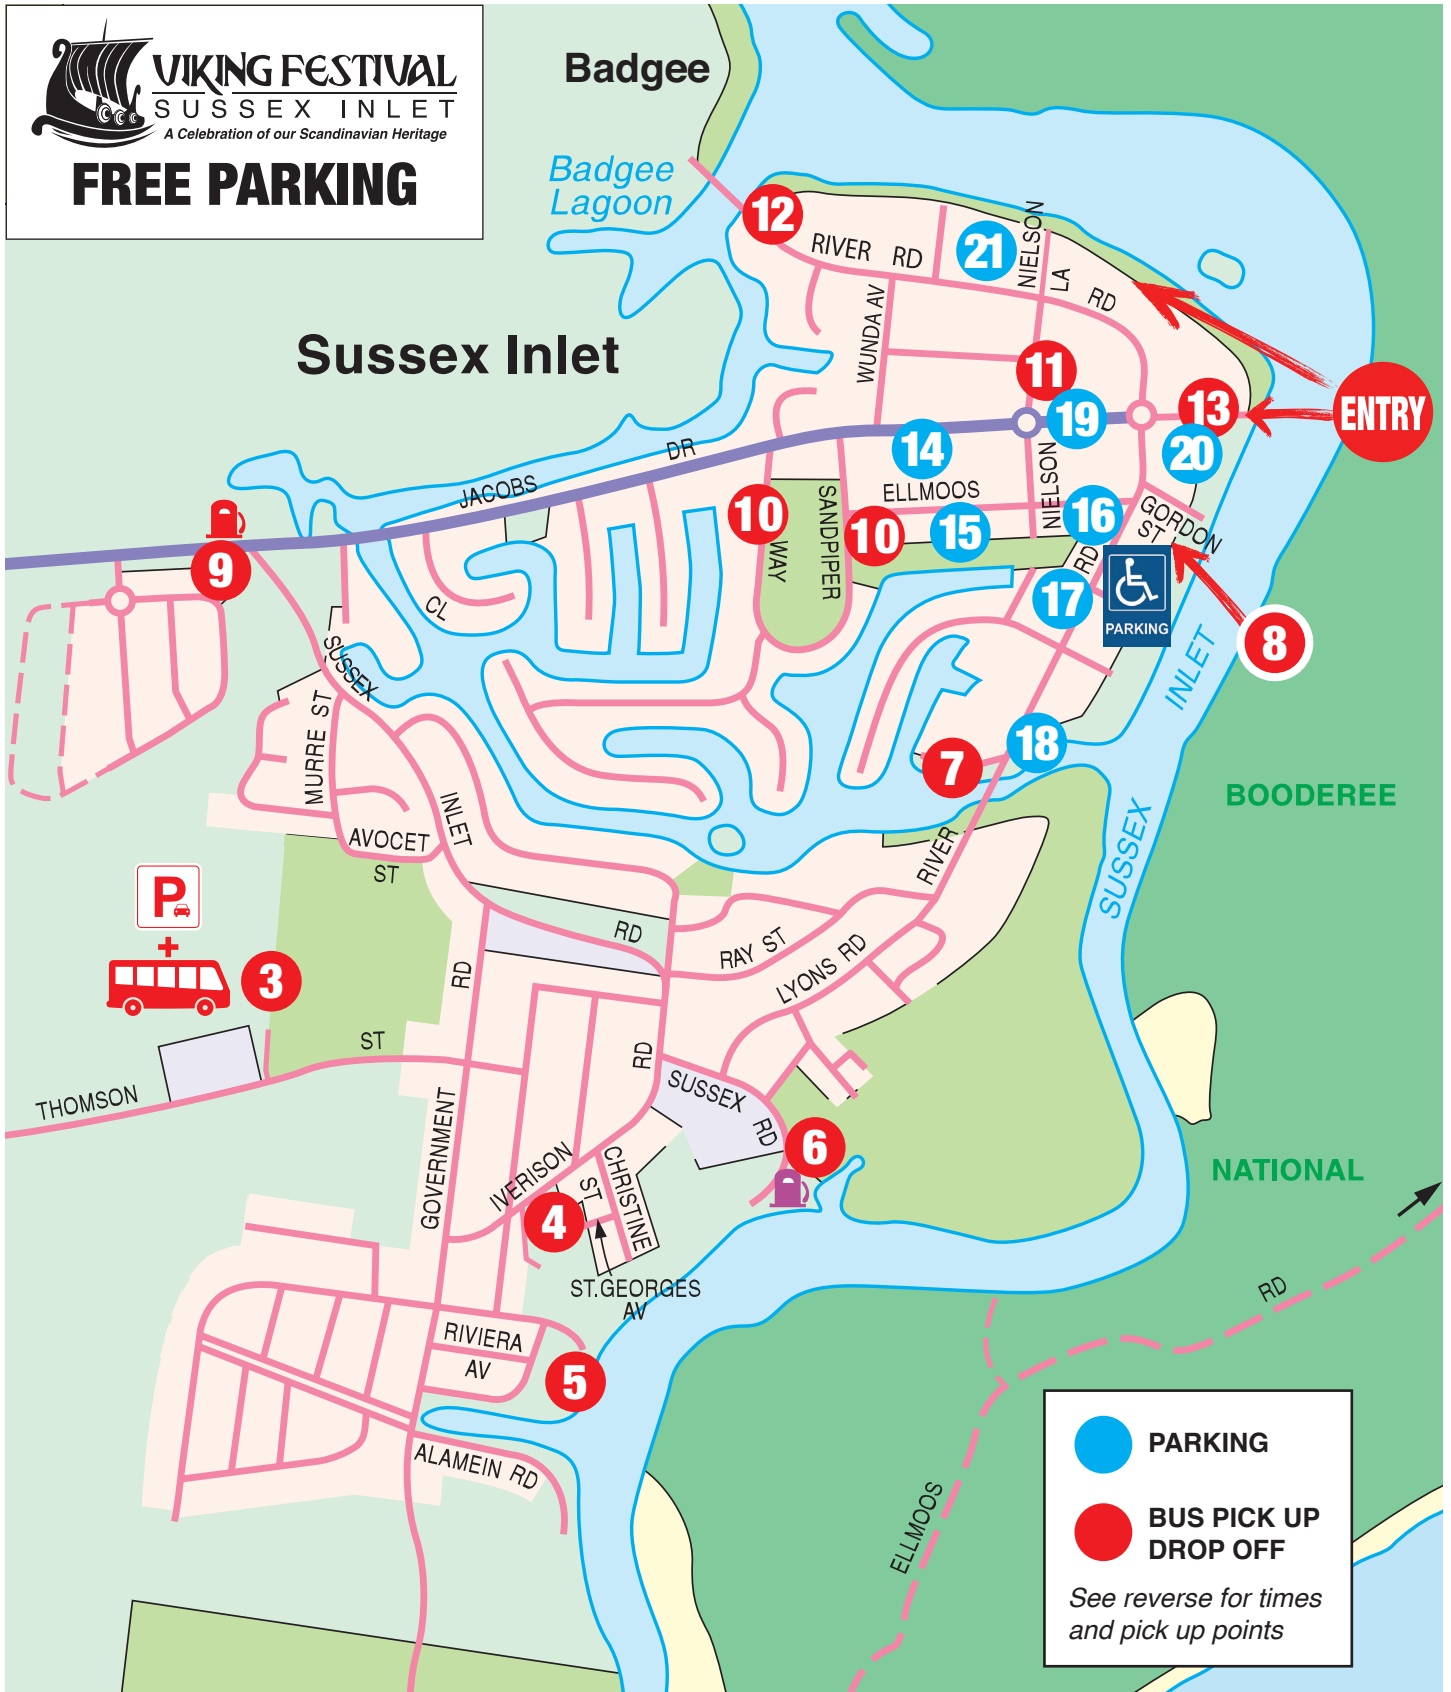 VIKING FESTIVAL
SUSSEX INLET
A Celebration of our Scandinavian Heritage
FREE PARKING
Badgee
Badgee
Lagoon
Sussex Inlet
12
RIVER RD
21
NIELSON
LA
RD
WUNDA AV
11
19
13
ENTRY
14
20
JACOBS
DR
ELLMOOS
NIELSON
10
WAY
SANDPIPER
10
15
16
GORDON
ST
RD
17
PARKING
8
9
CL
SUSSEX
INLET
MURRE ST
INLET
7
18
BOODEREE
AVOCET
ST
RIVER
SUSSEX
P
+
3
RD
RD
RAY ST
LYONS RD
ST
THOMSON
RD
SUSSEX
RD
6
GOVERNMENT
IVERISON
ST
CHRISTINE
4
NATIONAL
ST.GEORGES
AV
RD
RIVIERA
AV
5
ALAMEIN RD
ELLMOOS
PARKING
BUS PICK UP
DROP OFF
See reverse for times
and pick up points